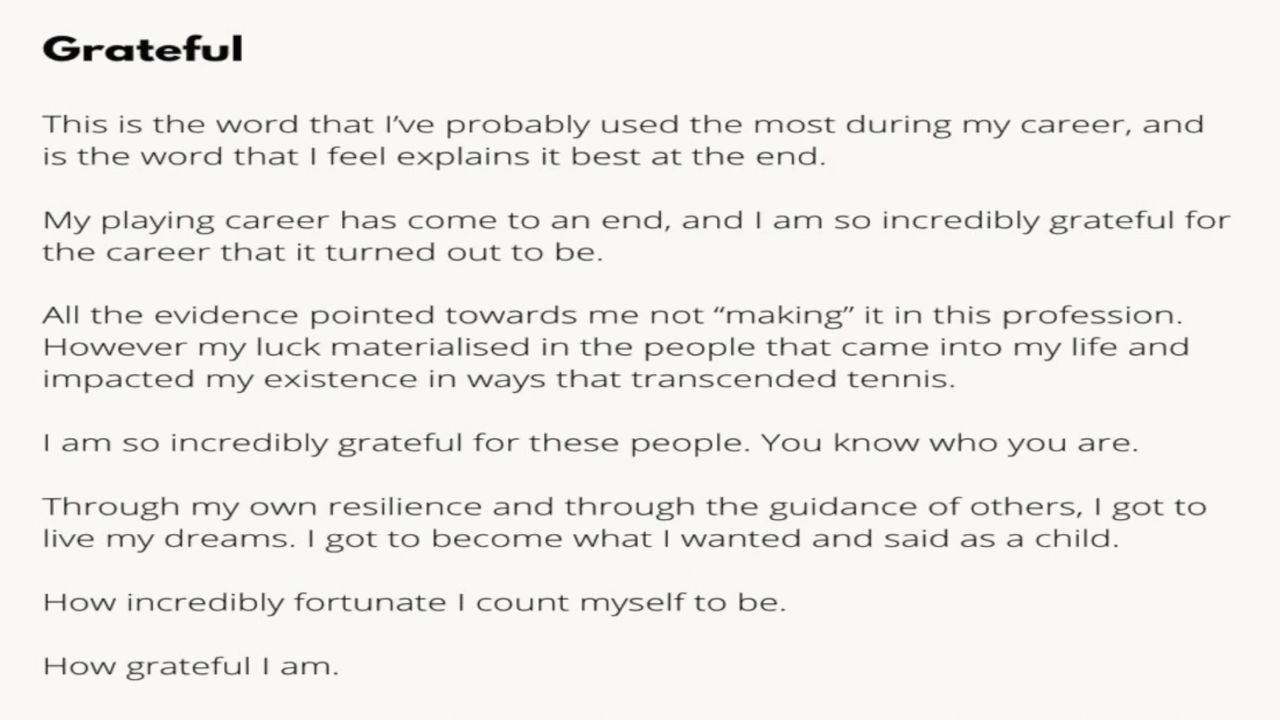 Grateful
This is the word that I’ve probably used the most during my career, and
is the word that I feel explains it best at the end.
My playing career has come to an end, and I am so incredibly grateful for
the career that it turned out to be.
All the evidence pointed towards me not “making” it in this profession.
However my luck materialised in the people that came into my life and
impacted my existence in ways that transcended tennis.
I am so incredibly grateful for these people. You know who you are.
Through my own resilience and through the guidance of others, I got to
live my dreams. I got to become what I wanted and said as a child.
How incredibly fortunate I count myself to be.
How grateful I am.